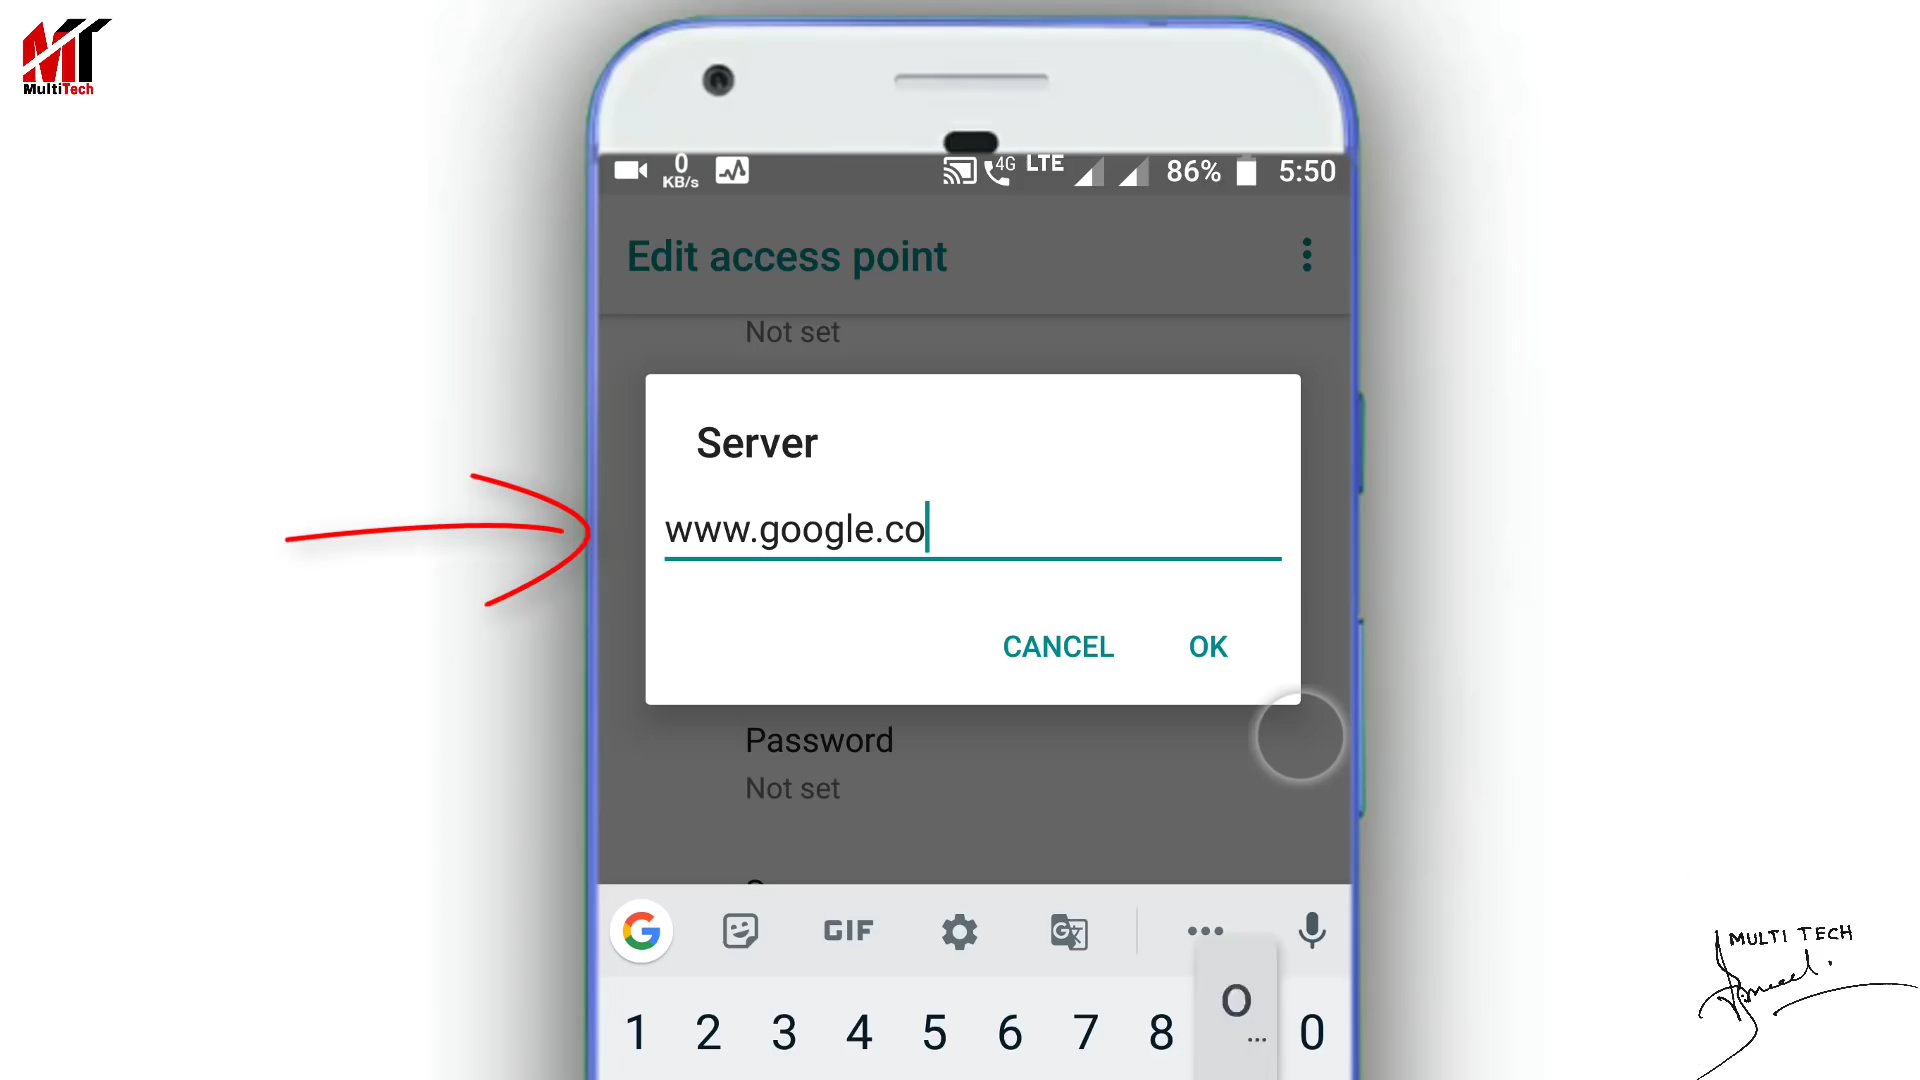 MT
MultiTech
0
KB/s
4G
LTE
86%
5:50
Edit access point
Not set
Server
www.google.co
CANCEL
OK
Password
Not set
G
GIF
G
1 2 3 4 5 6 7 8 0
o
...
MULTI TECH